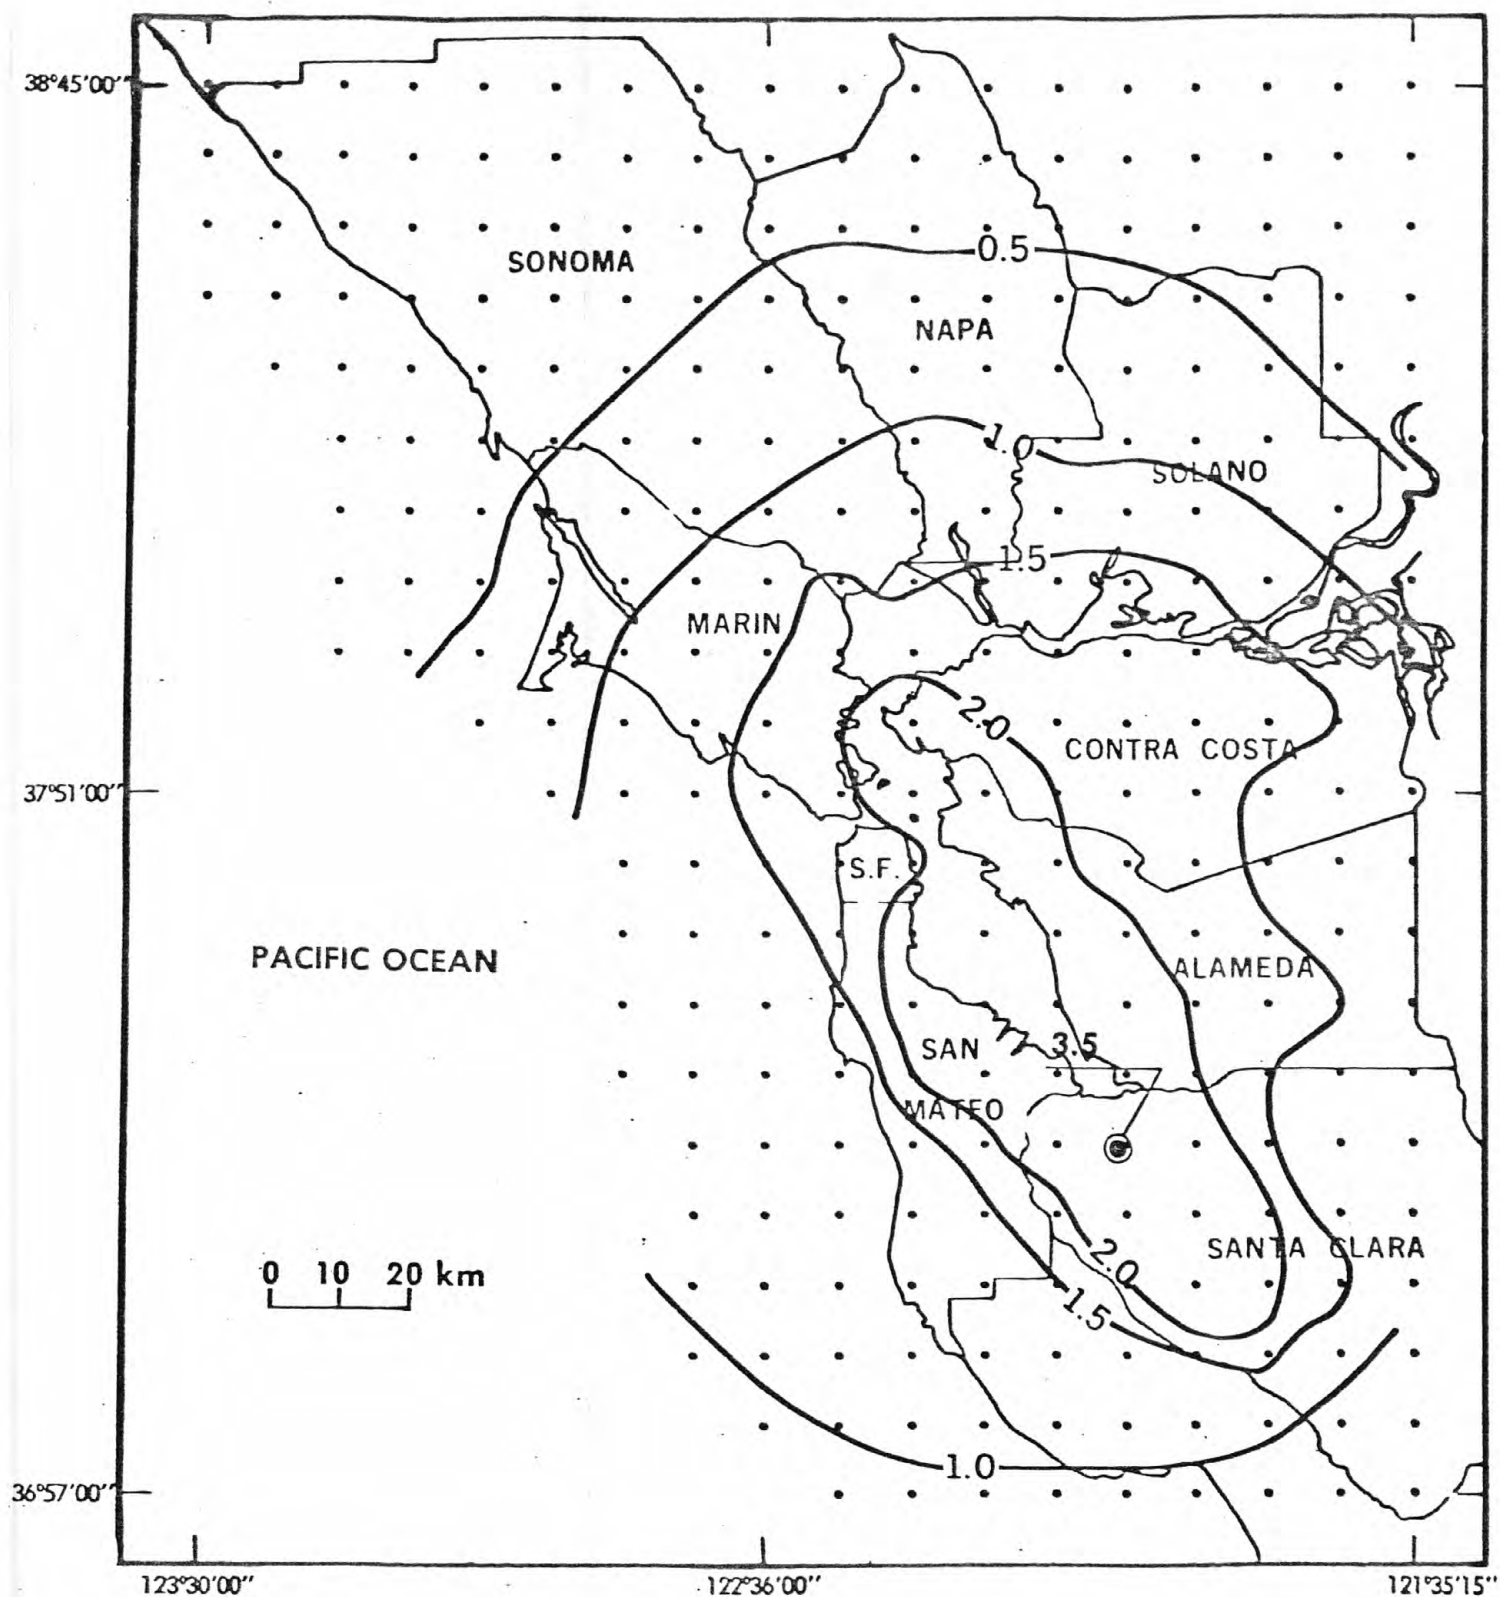 38°45'00"
SONOMA
0.5
NAPA
1.0
SOLANO
1.5
MARIN
2.0
CONTRA COSTA
37°51'00"
S.F.
PACIFIC OCEAN
ALAMEDA
SAN
MATEO
3.5
SANTA CLARA
2.0
1.5
0 10 20 km
1.0
36°57'00"
123°30'00"
122°36'00"
121°35'15"